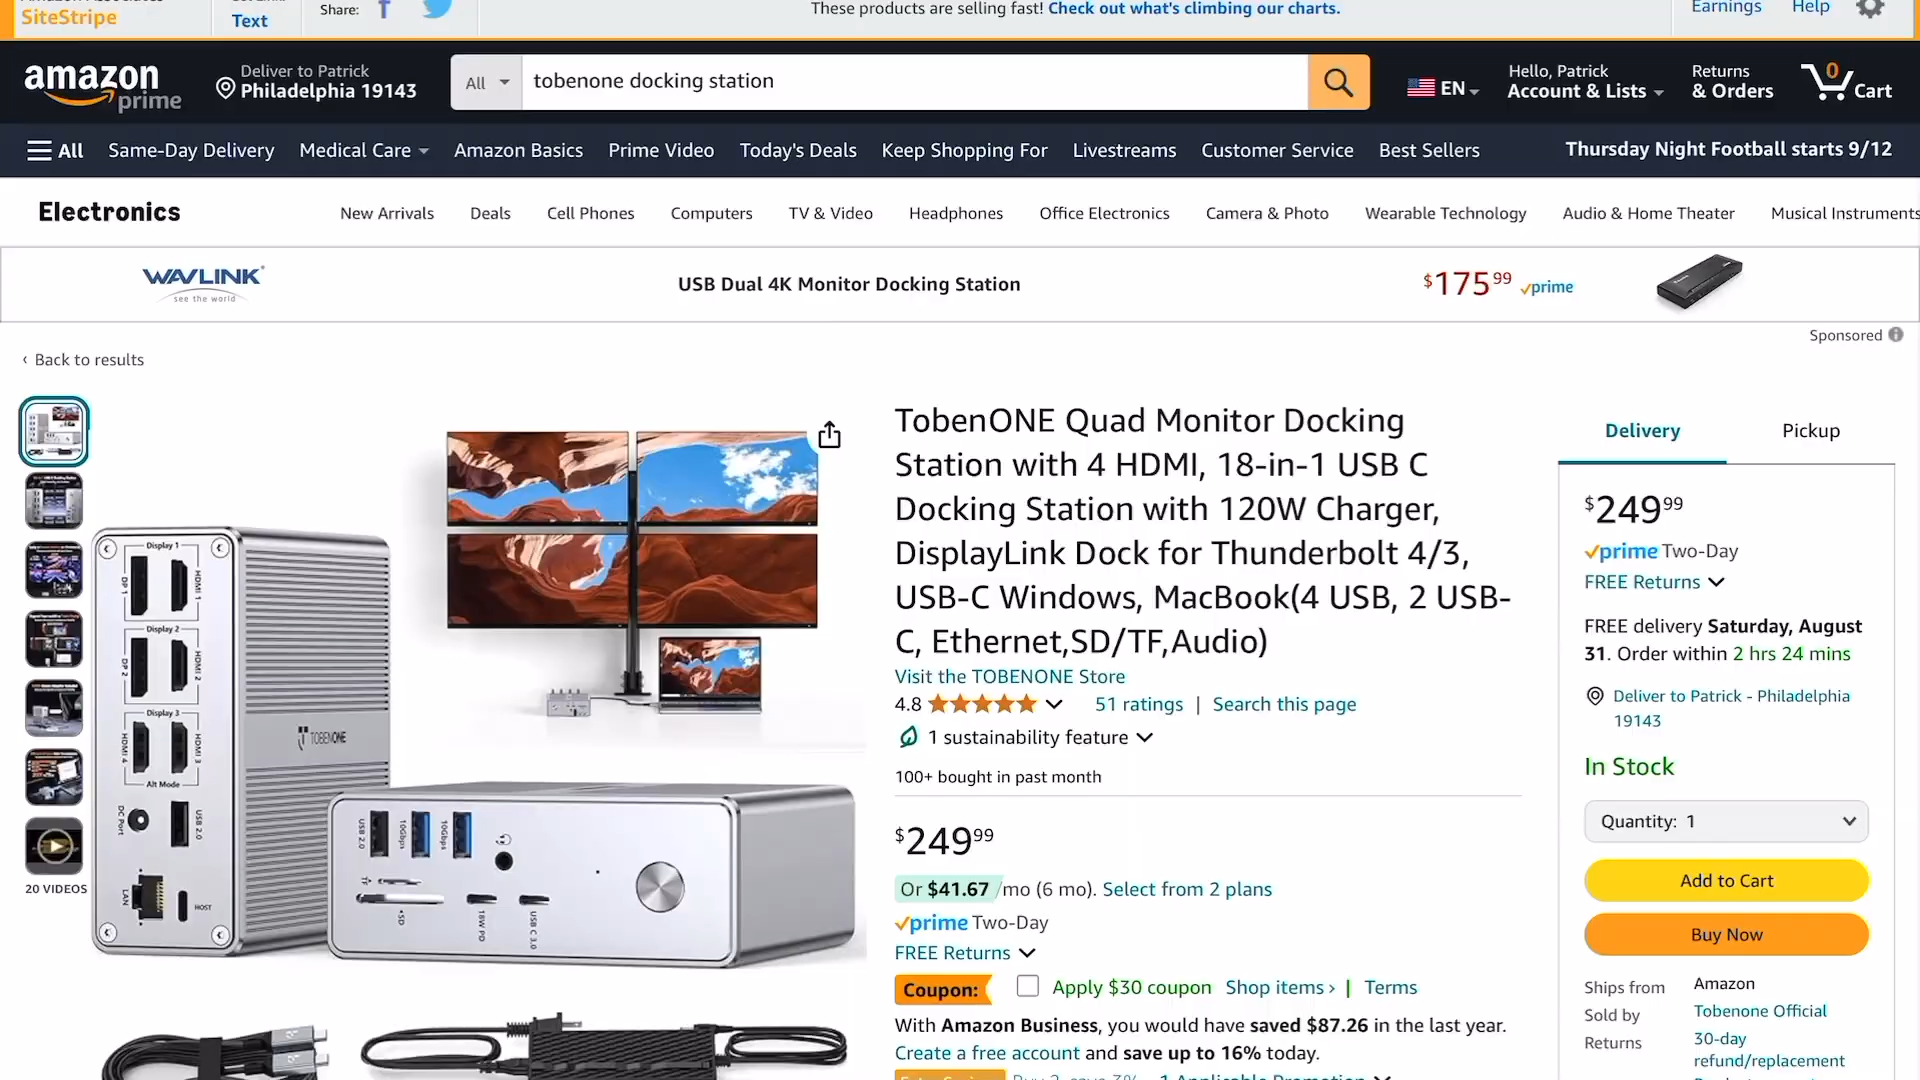 SiteStripe
Text
Share:
These products are selling fast! Check out what's climbing our charts.
Earnings
Help
amazon
prime
Deliver to Patrick
Philadelphia 19143
All
tobenone docking station
EN
Hello, Patrick
Account & Lists
Returns
& Orders
0
Cart
All
Same-Day Delivery
Medical Care
Amazon Basics
Prime Video
Today's Deals
Keep Shopping For
Livestreams
Customer Service
Best Sellers
Thursday Night Football starts 9/12
Electronics
New Arrivals
Deals
Cell Phones
Computers
TV & Video
Headphones
Office Electronics
Camera & Photo
Wearable Technology
Audio & Home Theater
Musical Instruments
WAVLINK
see the world
USB Dual 4K Monitor Docking Station
$175 99
prime
Sponsored
‹ Back to results
20 VIDEOS
Display 1
DP 1
HDMI 1
Display 2
DP 2
HDMI 2
Display 3
HDMI 4
HDMI 3
Alt Mode
DC Port
USB 2.0
LAN
HOST
TOBENONE
USB 2.0
10Gbps
10Gbps
TF
SD
18W PD
USB C 3.0
TobenONE Quad Monitor Docking
Station with 4 HDMI, 18-in-1 USB C
Docking Station with 120W Charger,
DisplayLink Dock for Thunderbolt 4/3,
USB-C Windows, MacBook(4 USB, 2 USB-
C, Ethernet,SD/TF,Audio)
Visit the TOBENONE Store
4.8
51 ratings | Search this page
1 sustainability feature
100+ bought in past month
$249 99
Or $41.67 /mo (6 mo). Select from 2 plans
prime Two-Day
FREE Returns
Coupon:
Apply $30 coupon Shop items › | Terms
With Amazon Business, you would have saved $87.26 in the last year.
Create a free account and save up to 16% today.
Delivery
Pickup
$249 99
prime Two-Day
FREE Returns
FREE delivery Saturday, August
31. Order within 2 hrs 24 mins
Deliver to Patrick - Philadelphia
19143
In Stock
Quantity: 1
Add to Cart
Buy Now
Ships from
Amazon
Sold by
Tobenone Official
Returns
30-day
refund/replacement